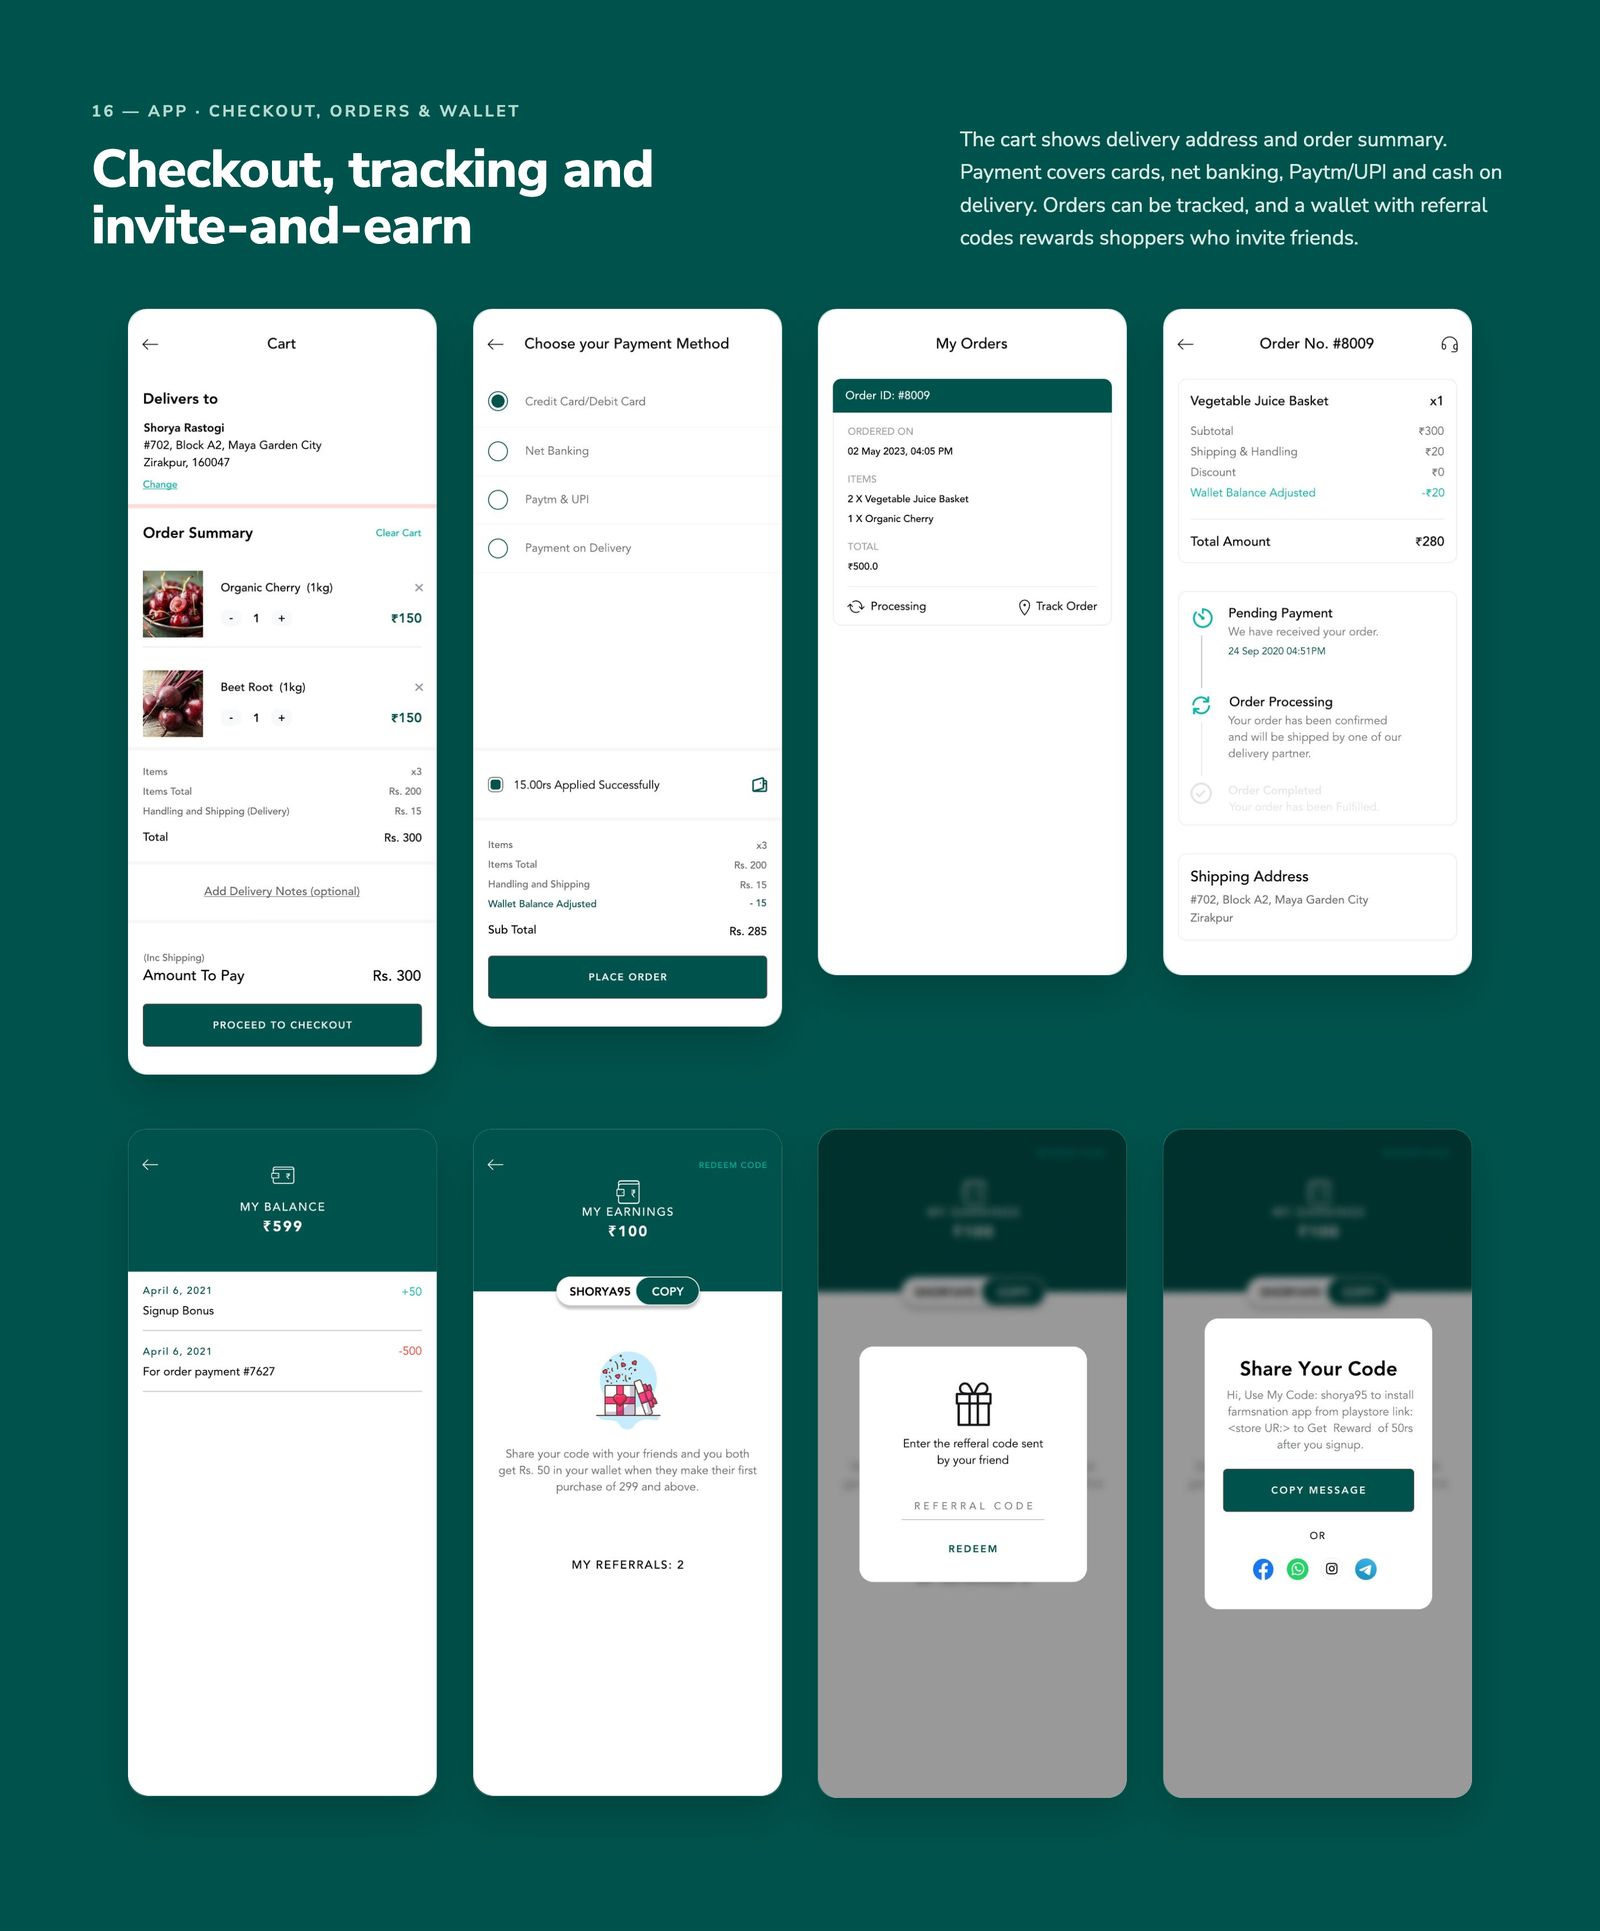 16 — APP · CHECKOUT, ORDERS & WALLET
Checkout, tracking and
invite-and-earn
The cart shows delivery address and order summary.
Payment covers cards, net banking, Paytm/UPI and cash on
delivery. Orders can be tracked, and a wallet with referral
codes rewards shoppers who invite friends.
Cart
Delivers to
Shorya Rastogi
#702, Block A2, Maya Garden City
Zirakpur, 160047
Change
Order Summary Clear Cart
Organic Cherry (1kg)
- 1 + ₹150
Beet Root (1kg)
- 1 + ₹150
Items x3
Items Total Rs. 200
Handling and Shipping (Delivery) Rs. 15
Total Rs. 300
Add Delivery Notes (optional)
(Inc Shipping)
Amount To Pay Rs. 300
PROCEED TO CHECKOUT
Choose your Payment Method
Credit Card/Debit Card
Net Banking
Paytm & UPI
Payment on Delivery
15.00rs Applied Successfully
Items x3
Items Total Rs. 200
Handling and Shipping Rs. 15
Wallet Balance Adjusted - 15
Sub Total Rs. 285
PLACE ORDER
My Orders
Order ID: #8009
ORDERED ON
02 May 2023, 04:05 PM
ITEMS
2 X Vegetable Juice Basket
1 X Organic Cherry
TOTAL
₹500.0
Processing Track Order
Order No. #8009
Vegetable Juice Basket x1
Subtotal ₹300
Shipping & Handling ₹20
Discount ₹0
Wallet Balance Adjusted -₹20
Total Amount ₹280
Pending Payment
We have received your order.
24 Sep 2020 04:51PM
Order Processing
Your order has been confirmed
and will be shipped by one of our
delivery partner.
Order Completed
Your order has been Fulfilled.
Shipping Address
#702, Block A2, Maya Garden City
Zirakpur
MY BALANCE
₹599
April 6, 2021 +50
Signup Bonus
April 6, 2021 -500
For order payment #7627
REDEEM CODE
MY EARNINGS
₹100
SHORYA95 COPY
Share your code with your friends and you both
get Rs. 50 in your wallet when they make their first
purchase of 299 and above.
MY REFERRALS: 2
MY EARNINGS
₹100
SHORYA95 COPY
Enter the refferal code sent
by your friend
REFERRAL CODE
REDEEM
MY EARNINGS
₹100
SHORYA95 COPY
Share Your Code
Hi, Use My Code: shorya95 to install
farmsnation app from playstore link:
<store UR:> to Get Reward of 50rs
after you signup.
COPY MESSAGE
OR